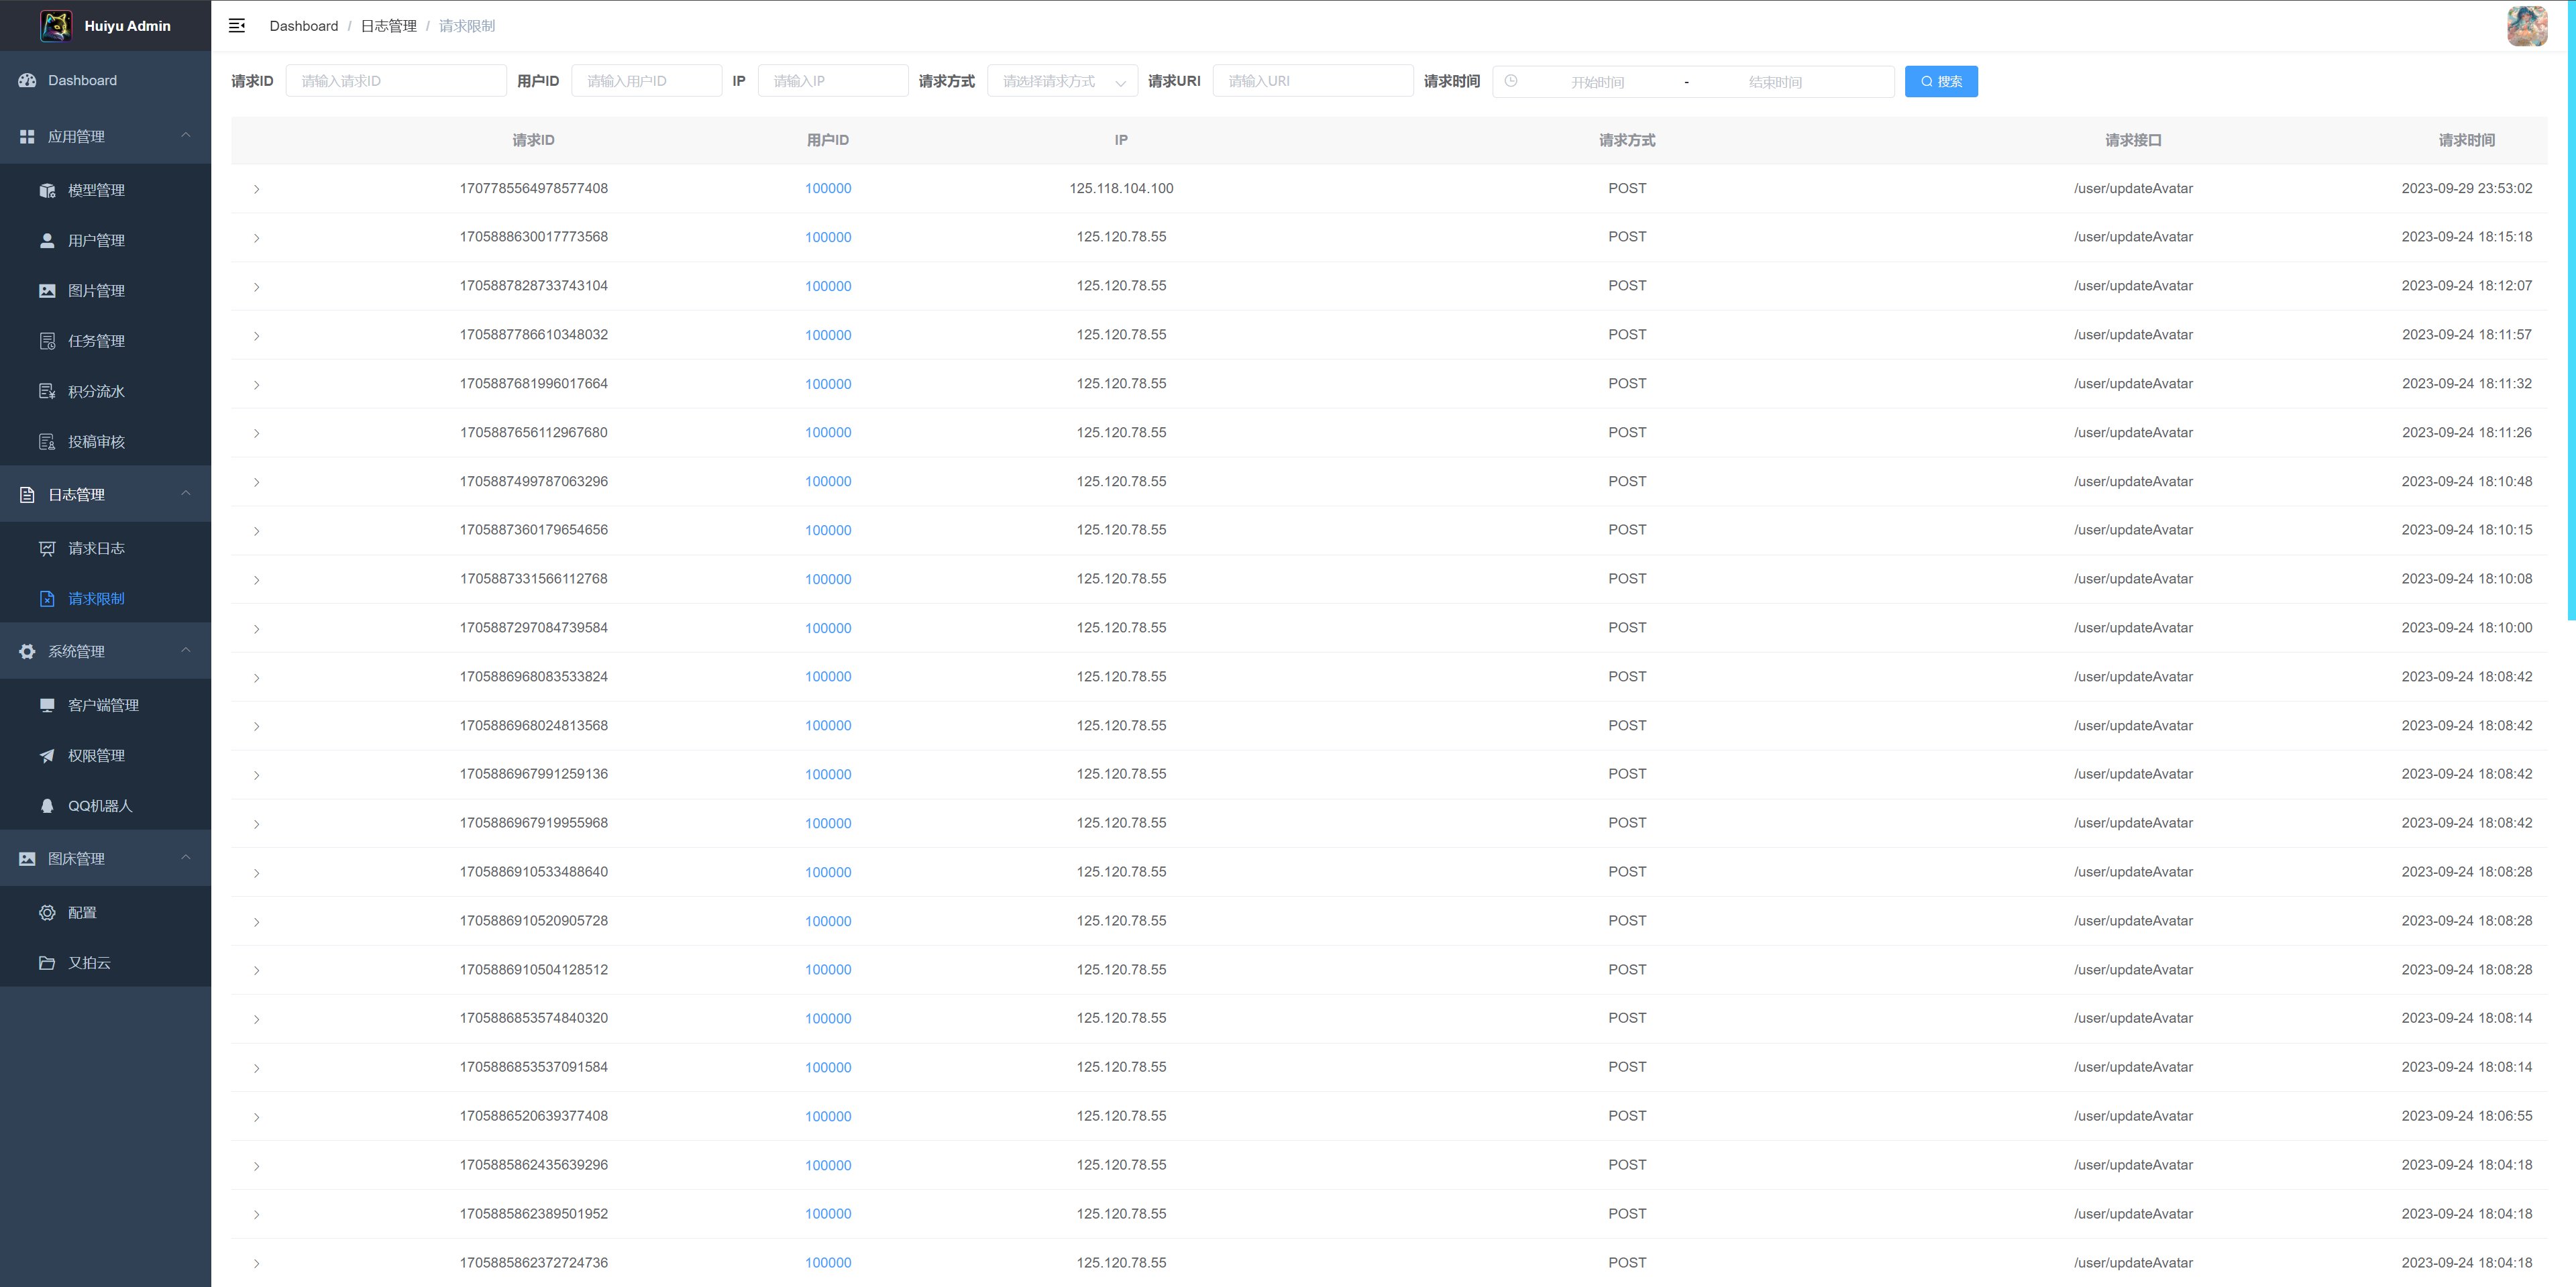 Huiyu Admin
Dashboard / 日志管理 / 请求限制
Dashboard
应用管理
模型管理
用户管理
图片管理
任务管理
积分流水
投稿审核
日志管理
请求日志
请求限制
系统管理
客户端管理
权限管理
QQ机器人
图床管理
配置
又拍云
请求ID 请输入请求ID 用户ID 请输入用户ID IP 请输入IP 请求方式 请选择请求方式 请求URI 请输入URI 请求时间 开始时间 - 结束时间 搜索
请求ID 用户ID IP 请求方式 请求接口 请求时间
1707785564978577408 100000 125.118.104.100 POST /user/updateAvatar 2023-09-29 23:53:02
1705888630017773568 100000 125.120.78.55 POST /user/updateAvatar 2023-09-24 18:15:18
1705887828733743104 100000 125.120.78.55 POST /user/updateAvatar 2023-09-24 18:12:07
1705887786610348032 100000 125.120.78.55 POST /user/updateAvatar 2023-09-24 18:11:57
1705887681996017664 100000 125.120.78.55 POST /user/updateAvatar 2023-09-24 18:11:32
1705887656112967680 100000 125.120.78.55 POST /user/updateAvatar 2023-09-24 18:11:26
1705887499787063296 100000 125.120.78.55 POST /user/updateAvatar 2023-09-24 18:10:48
1705887360179654656 100000 125.120.78.55 POST /user/updateAvatar 2023-09-24 18:10:15
1705887331566112768 100000 125.120.78.55 POST /user/updateAvatar 2023-09-24 18:10:08
1705887297084739584 100000 125.120.78.55 POST /user/updateAvatar 2023-09-24 18:10:00
1705886968083533824 100000 125.120.78.55 POST /user/updateAvatar 2023-09-24 18:08:42
1705886968024813568 100000 125.120.78.55 POST /user/updateAvatar 2023-09-24 18:08:42
1705886967991259136 100000 125.120.78.55 POST /user/updateAvatar 2023-09-24 18:08:42
1705886967919955968 100000 125.120.78.55 POST /user/updateAvatar 2023-09-24 18:08:42
1705886910533488640 100000 125.120.78.55 POST /user/updateAvatar 2023-09-24 18:08:28
1705886910520905728 100000 125.120.78.55 POST /user/updateAvatar 2023-09-24 18:08:28
1705886910504128512 100000 125.120.78.55 POST /user/updateAvatar 2023-09-24 18:08:28
1705886853574840320 100000 125.120.78.55 POST /user/updateAvatar 2023-09-24 18:08:14
1705886853537091584 100000 125.120.78.55 POST /user/updateAvatar 2023-09-24 18:08:14
1705886520639377408 100000 125.120.78.55 POST /user/updateAvatar 2023-09-24 18:06:55
1705885862435639296 100000 125.120.78.55 POST /user/updateAvatar 2023-09-24 18:04:18
1705885862389501952 100000 125.120.78.55 POST /user/updateAvatar 2023-09-24 18:04:18
1705885862372724736 100000 125.120.78.55 POST /user/updateAvatar 2023-09-24 18:04:18